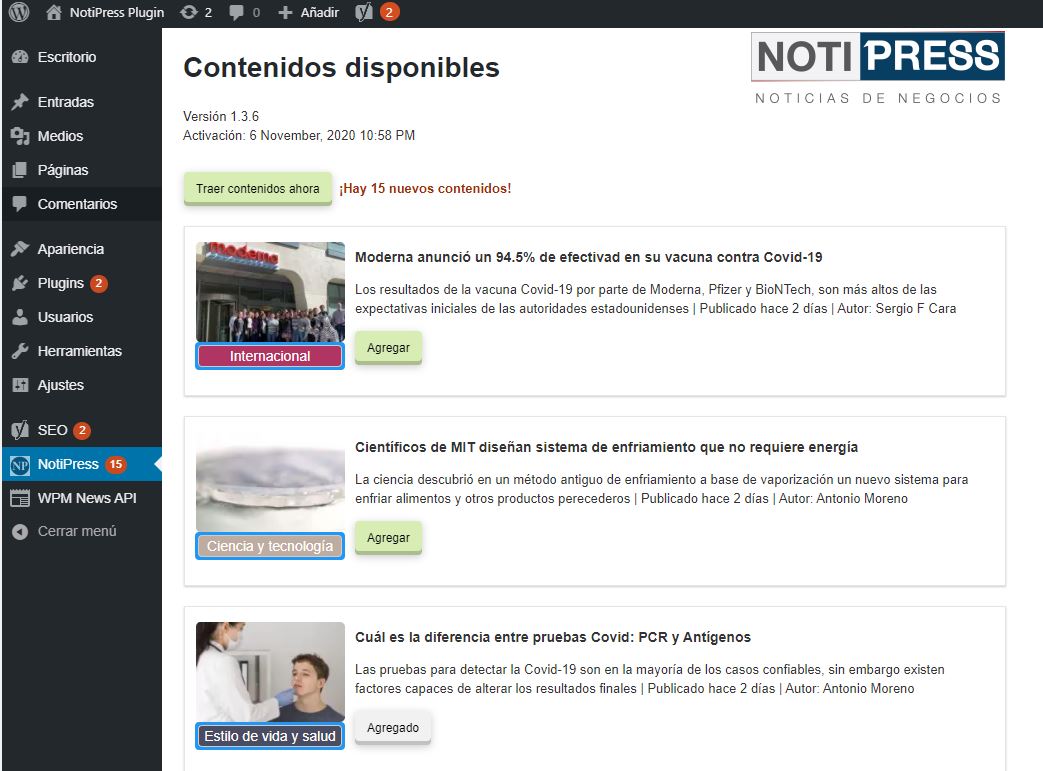 NotiPress Plugin 2 0 Añadir 2
Escritorio
Entradas
Medios
Páginas
Comentarios
Apariencia
Plugins 2
Usuarios
Herramientas
Ajustes
SEO 2
NP NotiPress 15
WPM News API
Cerrar menú
Contenidos disponibles
NOTIPRESS
NOTICIAS DE NEGOCIOS
Versión 1.3.6
Activación: 6 November, 2020 10:58 PM
Traer contenidos ahora ¡Hay 15 nuevos contenidos!
moderna
Internacional
Moderna anunció un 94.5% de efectivad en su vacuna contra Covid-19
Los resultados de la vacuna Covid-19 por parte de Moderna, Pfizer y BioNTech, son más altos de las
expectativas iniciales de las autoridades estadounidenses | Publicado hace 2 días | Autor: Sergio F Cara
Agregar
Ciencia y tecnología
Científicos de MIT diseñan sistema de enfriamiento que no requiere energía
La ciencia descubrió en un método antiguo de enfriamiento a base de vaporización un nuevo sistema para
enfriar alimentos y otros productos perecederos | Publicado hace 2 días | Autor: Antonio Moreno
Agregar
Estilo de vida y salud
Cuál es la diferencia entre pruebas Covid: PCR y Antígenos
Las pruebas para detectar la Covid-19 son en la mayoría de los casos confiables, sin embargo existen
factores capaces de alterar los resultados finales | Publicado hace 2 días | Autor: Antonio Moreno
Agregado